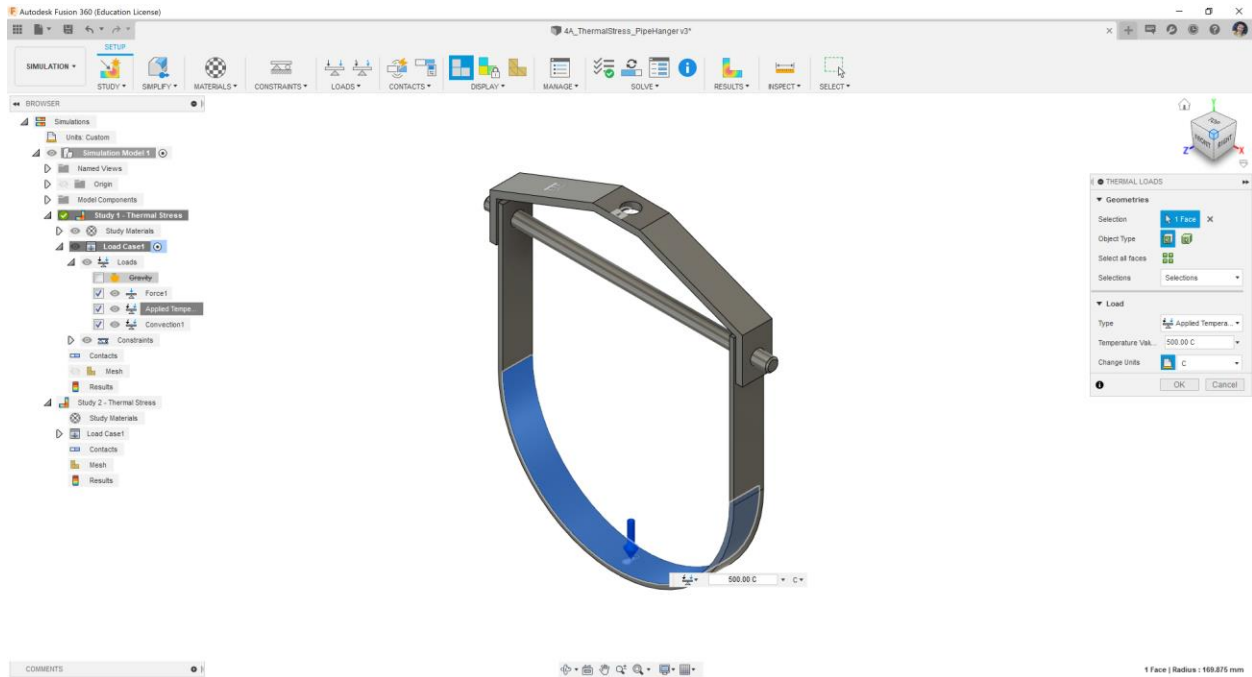 Autodesk Fusion 360 (Education License)
4A_ThermalStress_PipeHanger v3*
SETUP
SIMULATION
STUDY
SIMPLIFY
MATERIALS
CONSTRAINTS
LOADS
CONTACTS
DISPLAY
MANAGE
SOLVE
RESULTS
INSPECT
SELECT
BROWSER
Simulations
Units: Custom
Simulation Model 1
Named Views
Origin
Model Components
Study 1 - Thermal Stress
Study Materials
Load Case1
Loads
Gravity
Force1
Applied Tempe...
Convection1
Constraints
Contacts
Mesh
Results
Study 2 - Thermal Stress
Study Materials
Load Case1
Contacts
Mesh
Results
Y
TOP
FRONT
RIGHT
Z
X
THERMAL LOADS
Geometries
Selection
1 Face
Object Type
Select all faces
Selections
Selections
Load
Type
Applied Tempera...
Temperature Val...
500.00 C
Change Units
C
OK
Cancel
500.00 C
C
COMMENTS
1 Face | Radius : 169.875 mm